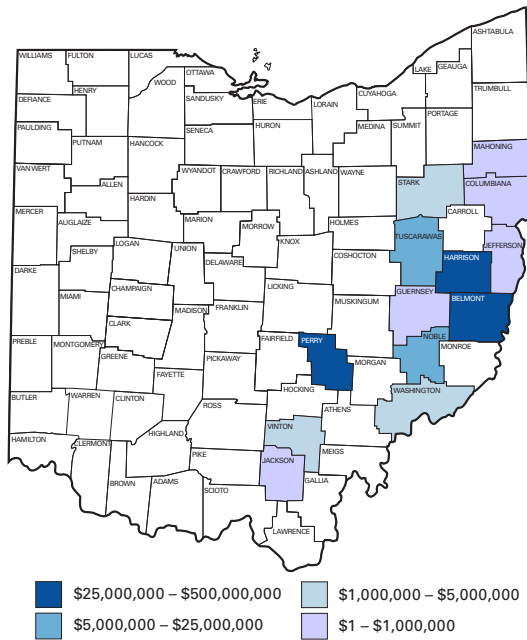 ASHTABULA
WILLIAMS FULTON LUCAS
LAKE GEAUGA
OTTAWA
WOOD
TRUMBULL
HENRY
CUYAHOGA
DEFIANCE
SANDUSKY
ERIE
LORAIN
PORTAGE
PAULDING
SENECA
HURON
MEDINA
SUMMIT
PUTNAM
HANCOCK
MAHONING
VAN WERT
WYANDOT CRAWFORD RICHLAND ASHLAND WAYNE
STARK
COLUMBIANA
ALLEN
HARDIN
MERCER
CARROLL
AUGLAIZE
MARION
MORROW
HOLMES
TUSCARAWAS
LOGAN
KNOX
JEFFERSON
SHELBY
UNION
COSHOCTON
HARRISON
DELAWARE
DARKE
CHAMPAIGN
LICKING
GUERNSEY
MIAMI
MUSKINGUM
BELMONT
MADISON
FRANKLIN
CLARK
PREBLE
MONTGOMERY
FAIRFIELD
PERRY
NOBLE
MONROE
GREENE
PICKAWAY
MORGAN
FAYETTE
HOCKING
WASHINGTON
BUTLER
WARREN
CLINTON
ROSS
ATHENS
VINTON
HAMILTON
CLERMONT
HIGHLAND
MEIGS
PIKE
JACKSON
BROWN
ADAMS
GALLIA
SCIOTO
LAWRENCE
$25,000,000 – $500,000,000
$1,000,000 – $5,000,000
$5,000,000 – $25,000,000
$1 – $1,000,000